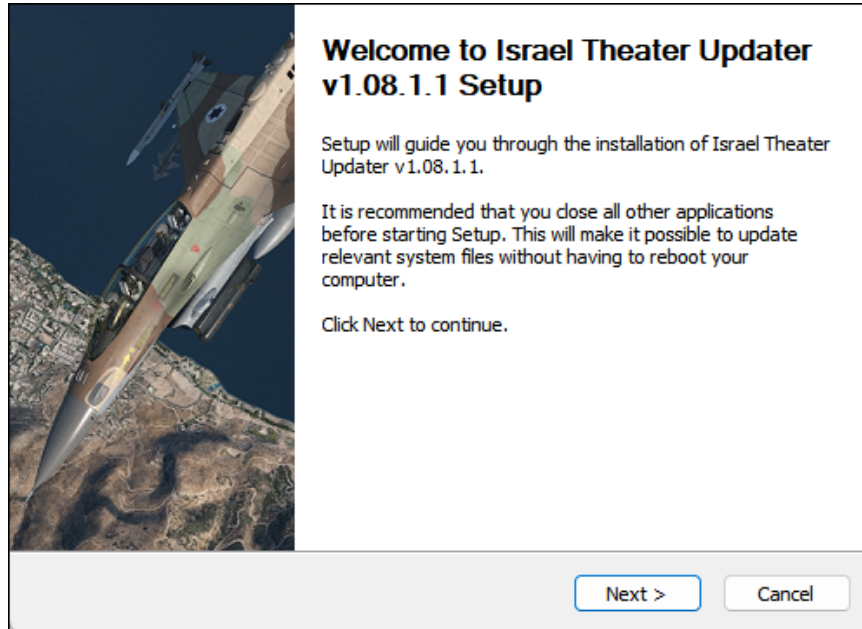 Welcome to Israel Theater Updater
v1.08.1.1 Setup
Setup will guide you through the installation of Israel Theater
Updater v1.08.1.1.
It is recommended that you close all other applications
before starting Setup. This will make it possible to update
relevant system files without having to reboot your
computer.
Click Next to continue.
Next >
Cancel